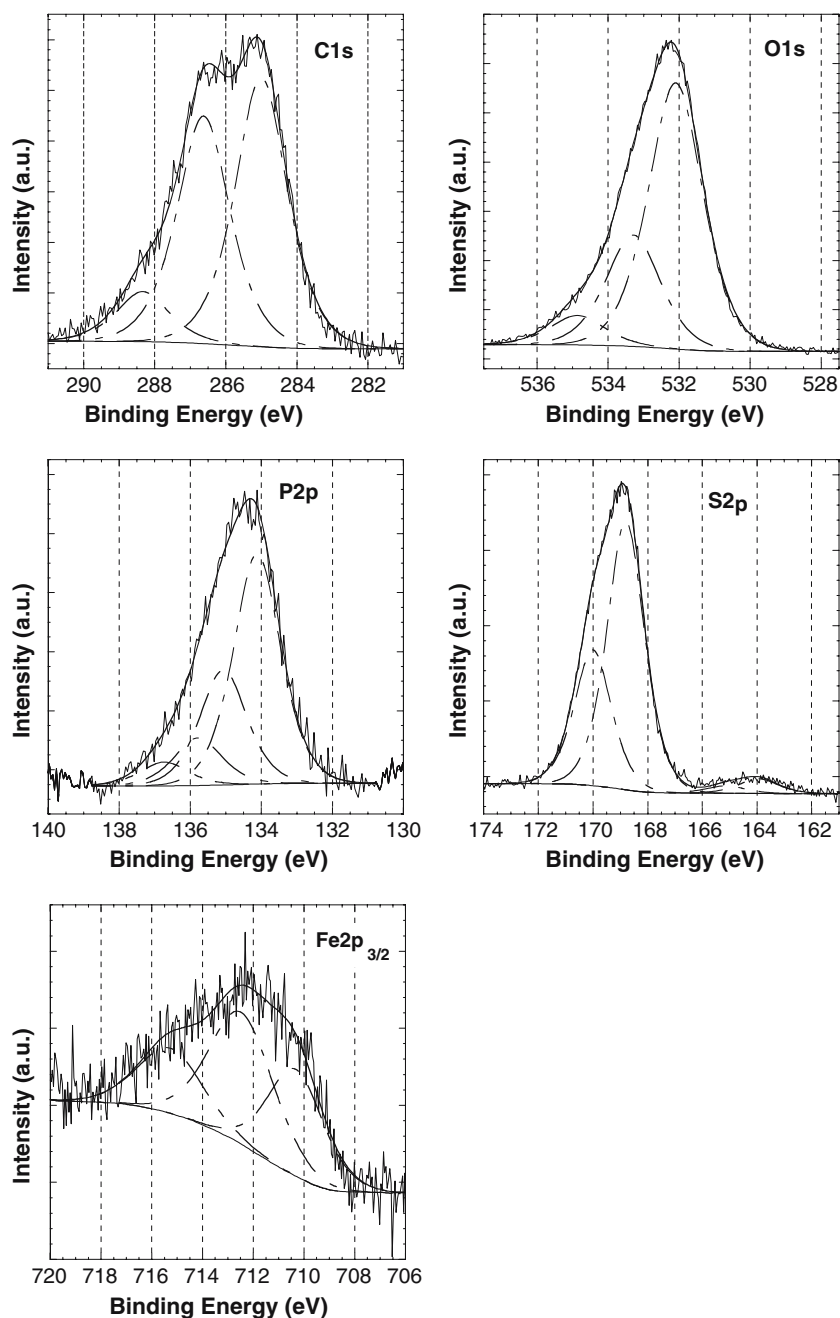 C1s
Intensity (a.u.)
290 288 286 284 282
Binding Energy (eV)
O1s
Intensity (a.u.)
536 534 532 530 528
Binding Energy (eV)
P2p
Intensity (a.u.)
140 138 136 134 132 130
Binding Energy (eV)
S2p
Intensity (a.u.)
174 172 170 168 166 164 162
Binding Energy (eV)
Fe2p 3/2
Intensity (a.u.)
720 718 716 714 712 710 708 706
Binding Energy (eV)